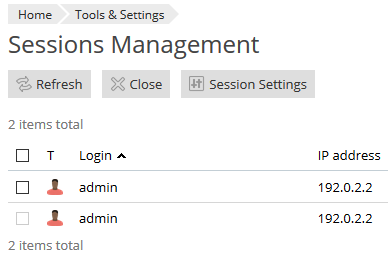 Home Tools & Settings
Sessions Management
Refresh Close Session Settings
2 items total
T Login IP address
admin 192.0.2.2
admin 192.0.2.2
2 items total